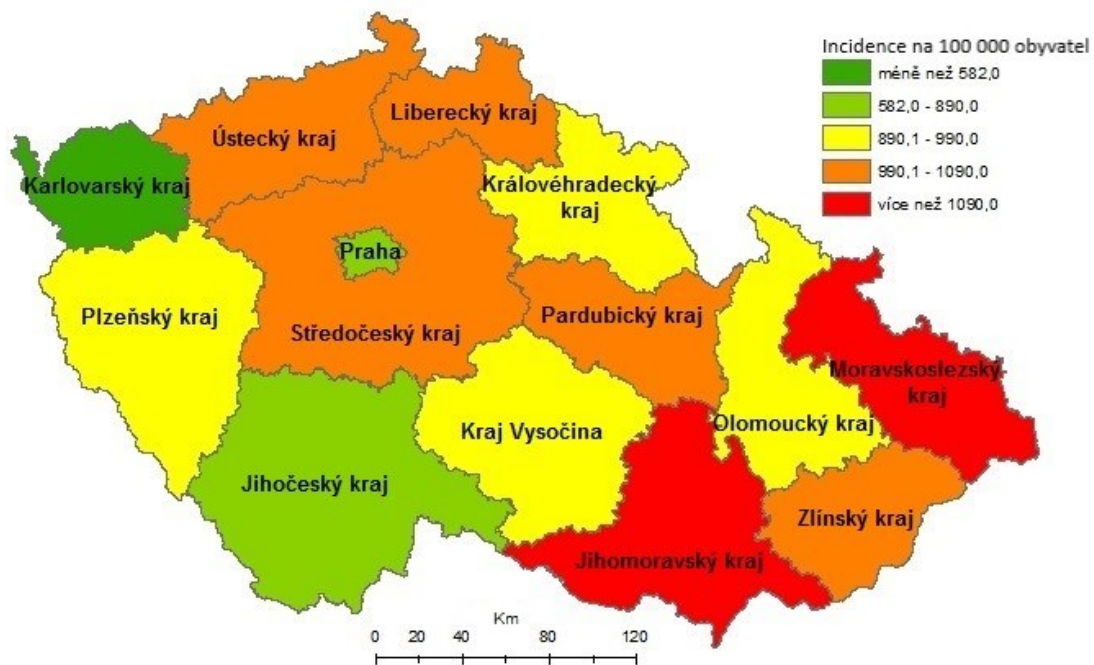 Incidence na 100 000 obyvatel
méně než 582,0
582,0 - 890,0
890,1 - 990,0
990,1 - 1090,0
více než 1090,0
Liberecký kraj
Ústecký kraj
Karlovarský kraj
Královéhradecký
kraj
Praha
Plzeňský kraj
Středočeský kraj
Pardubický kraj
Moravskoslezský
kraj
Kraj Vysočina
Olomoucký kraj
Jihočeský kraj
Zlínský kraj
Jihomoravský kraj
Km
0 20 40 80 120